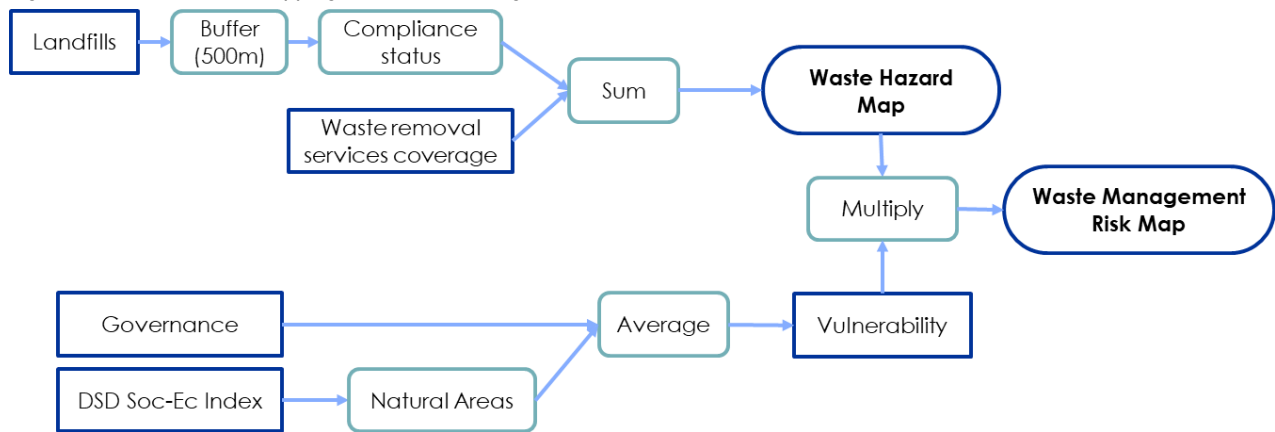 Landfills
Buffer
(500m)
Compliance
status
Sum
Waste Hazard
Map
Waste removal
services coverage
Multiply
Waste Management
Risk Map
Governance
Average
Vulnerability
DSD Soc-Ec Index
Natural Areas